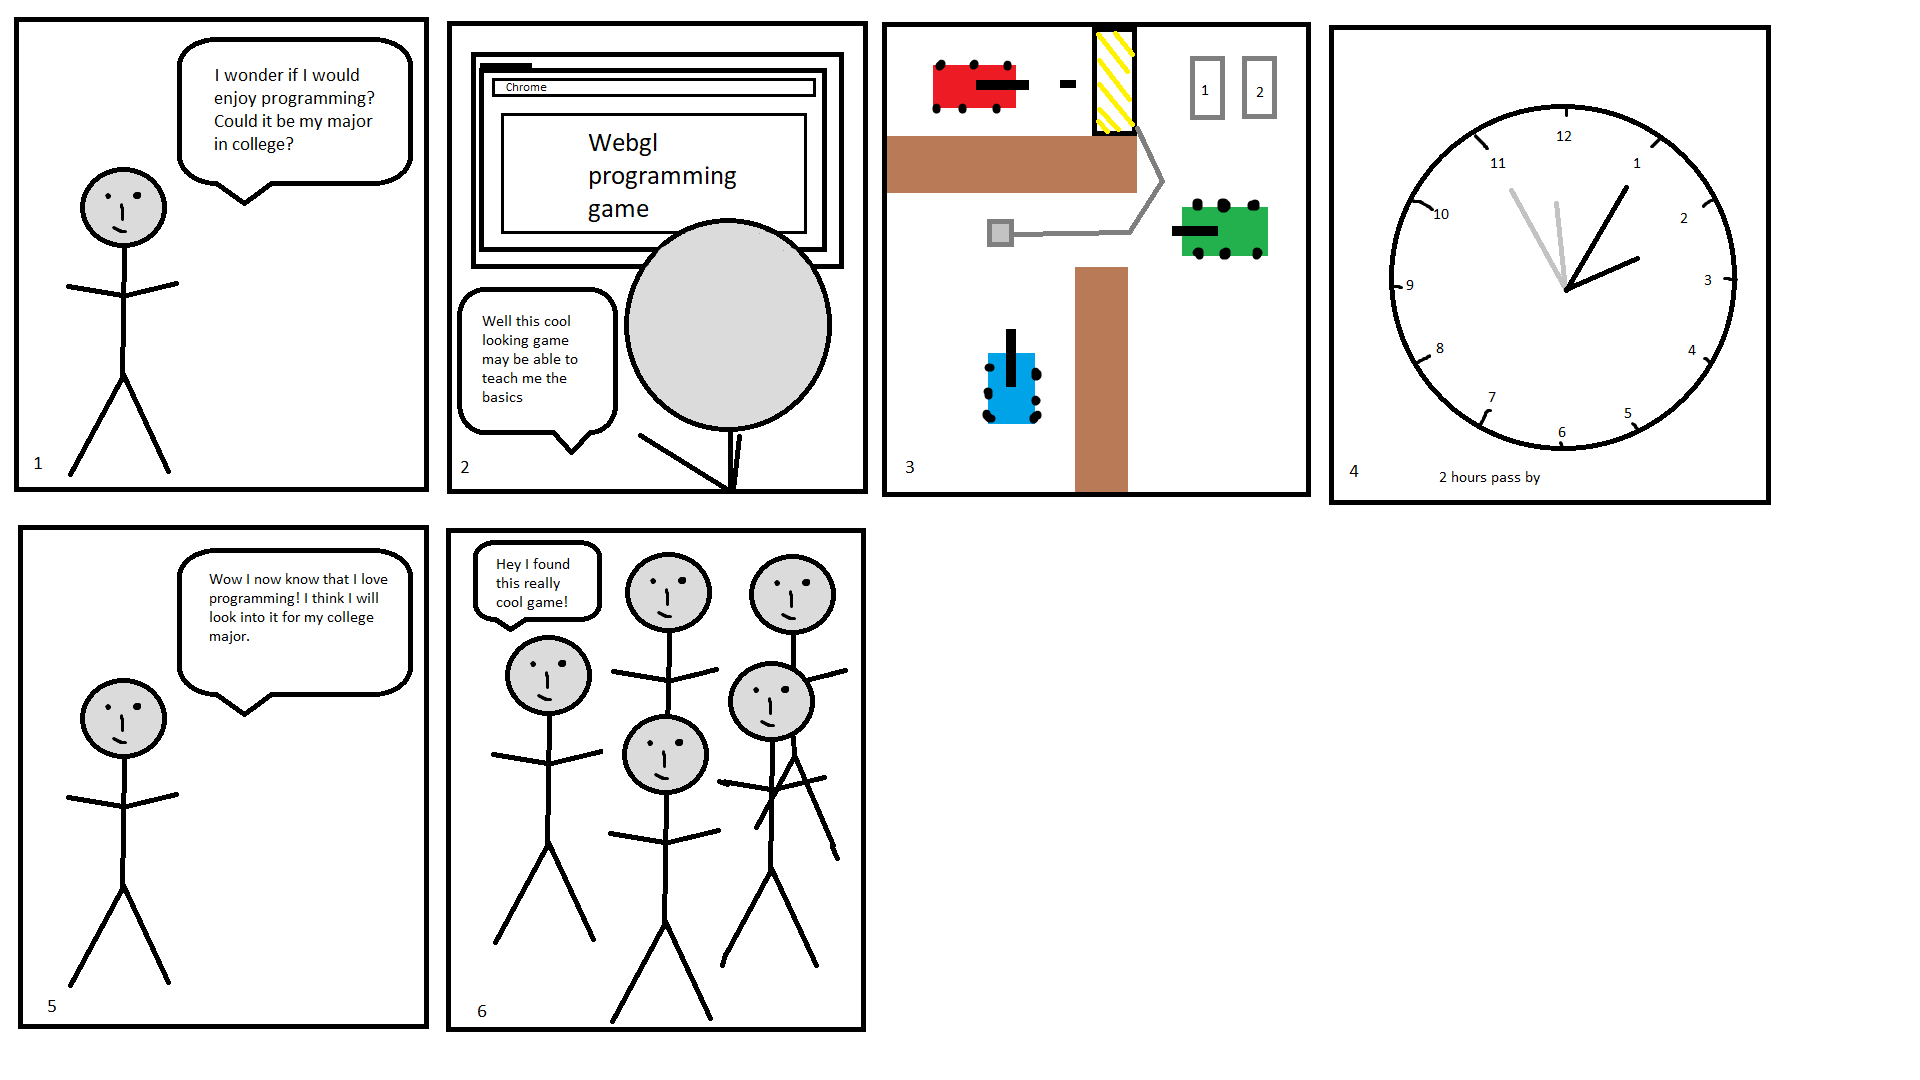 I wonder if I would
enjoy programming?
Could it be my major
in college?
1
Chrome
Webgl
programming
game
Well this cool
looking game
may be able to
teach me the
basics
2
1
2
3
12
11
1
10
2
9
3
8
4
7
5
6
2 hours pass by
4
Wow I now know that I love
programming! I think I will
look into it for my college
major.
5
Hey I found
this really
cool game!
6